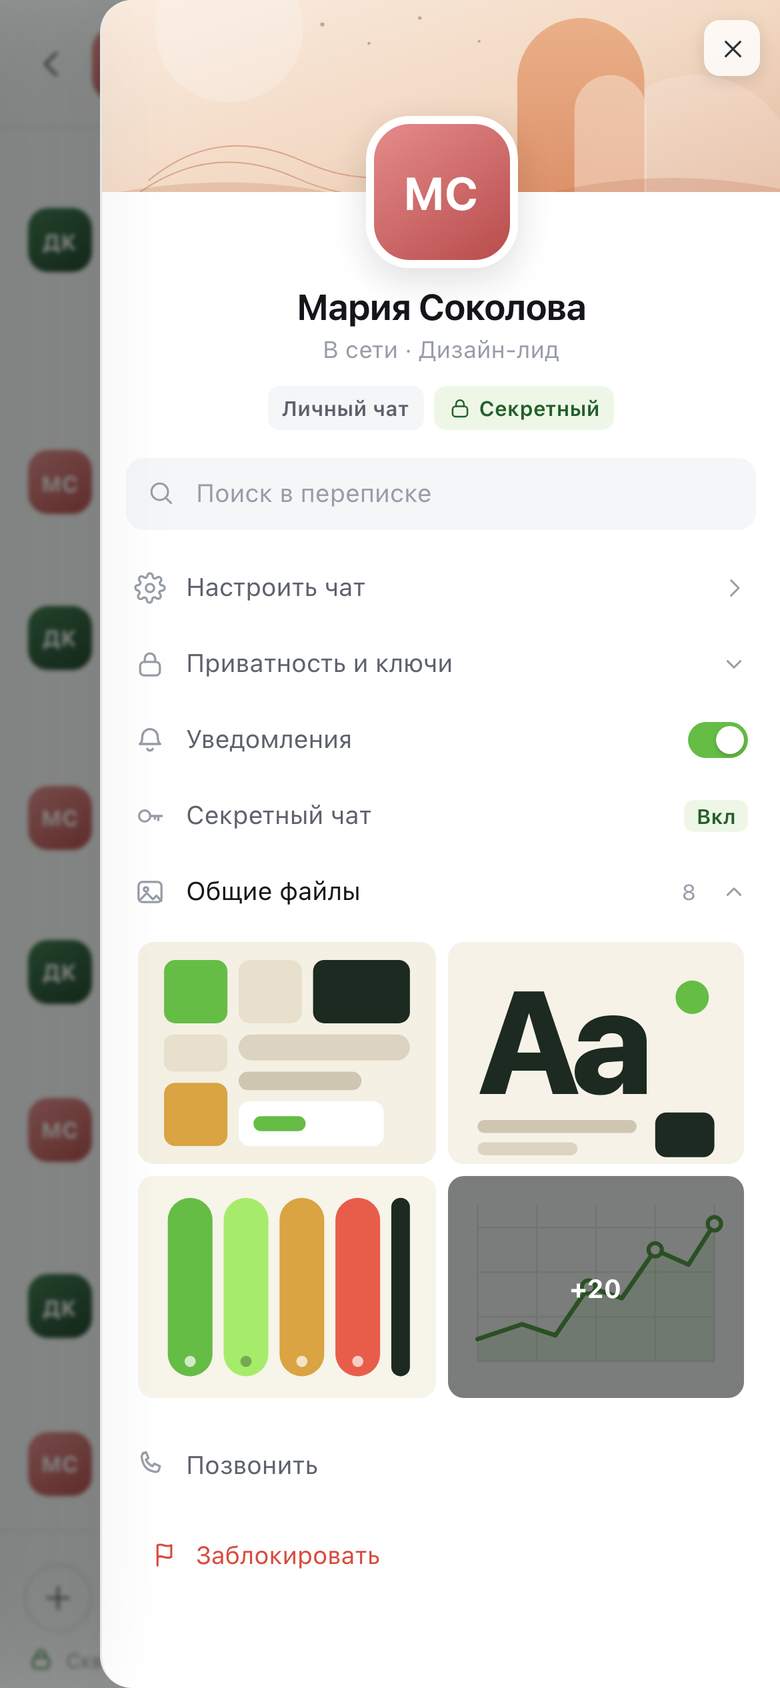 МС
Мария Соколова
В сети · Дизайн-лид
Личный чат
Секретный
Поиск в переписке
Настроить чат
Приватность и ключи
Уведомления
Секретный чат
Вкл
Общие файлы
8
Aa
+20
Позвонить
Заблокировать
ДК
МС
ДК
МС
ДК
МС
ДК
МС